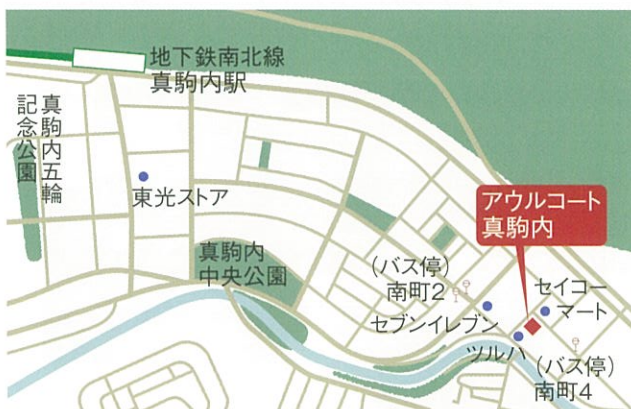 地下鉄南北線
真駒内駅
真駒内五輪
記念公園
東光ストア
アウルコート
真駒内
真駒内
中央公園
(バス停)
南町2
セイコー
マート
セブンイレブン
ツルハ
(バス停)
南町4